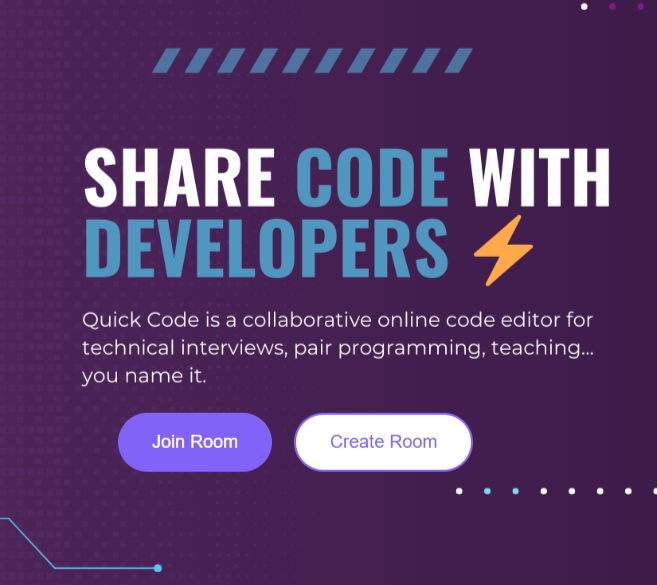 SHARE CODE WITH
DEVELOPERS ⚡
Quick Code is a collaborative online code editor for
technical interviews, pair programming, teaching...
you name it.
Join Room
Create Room